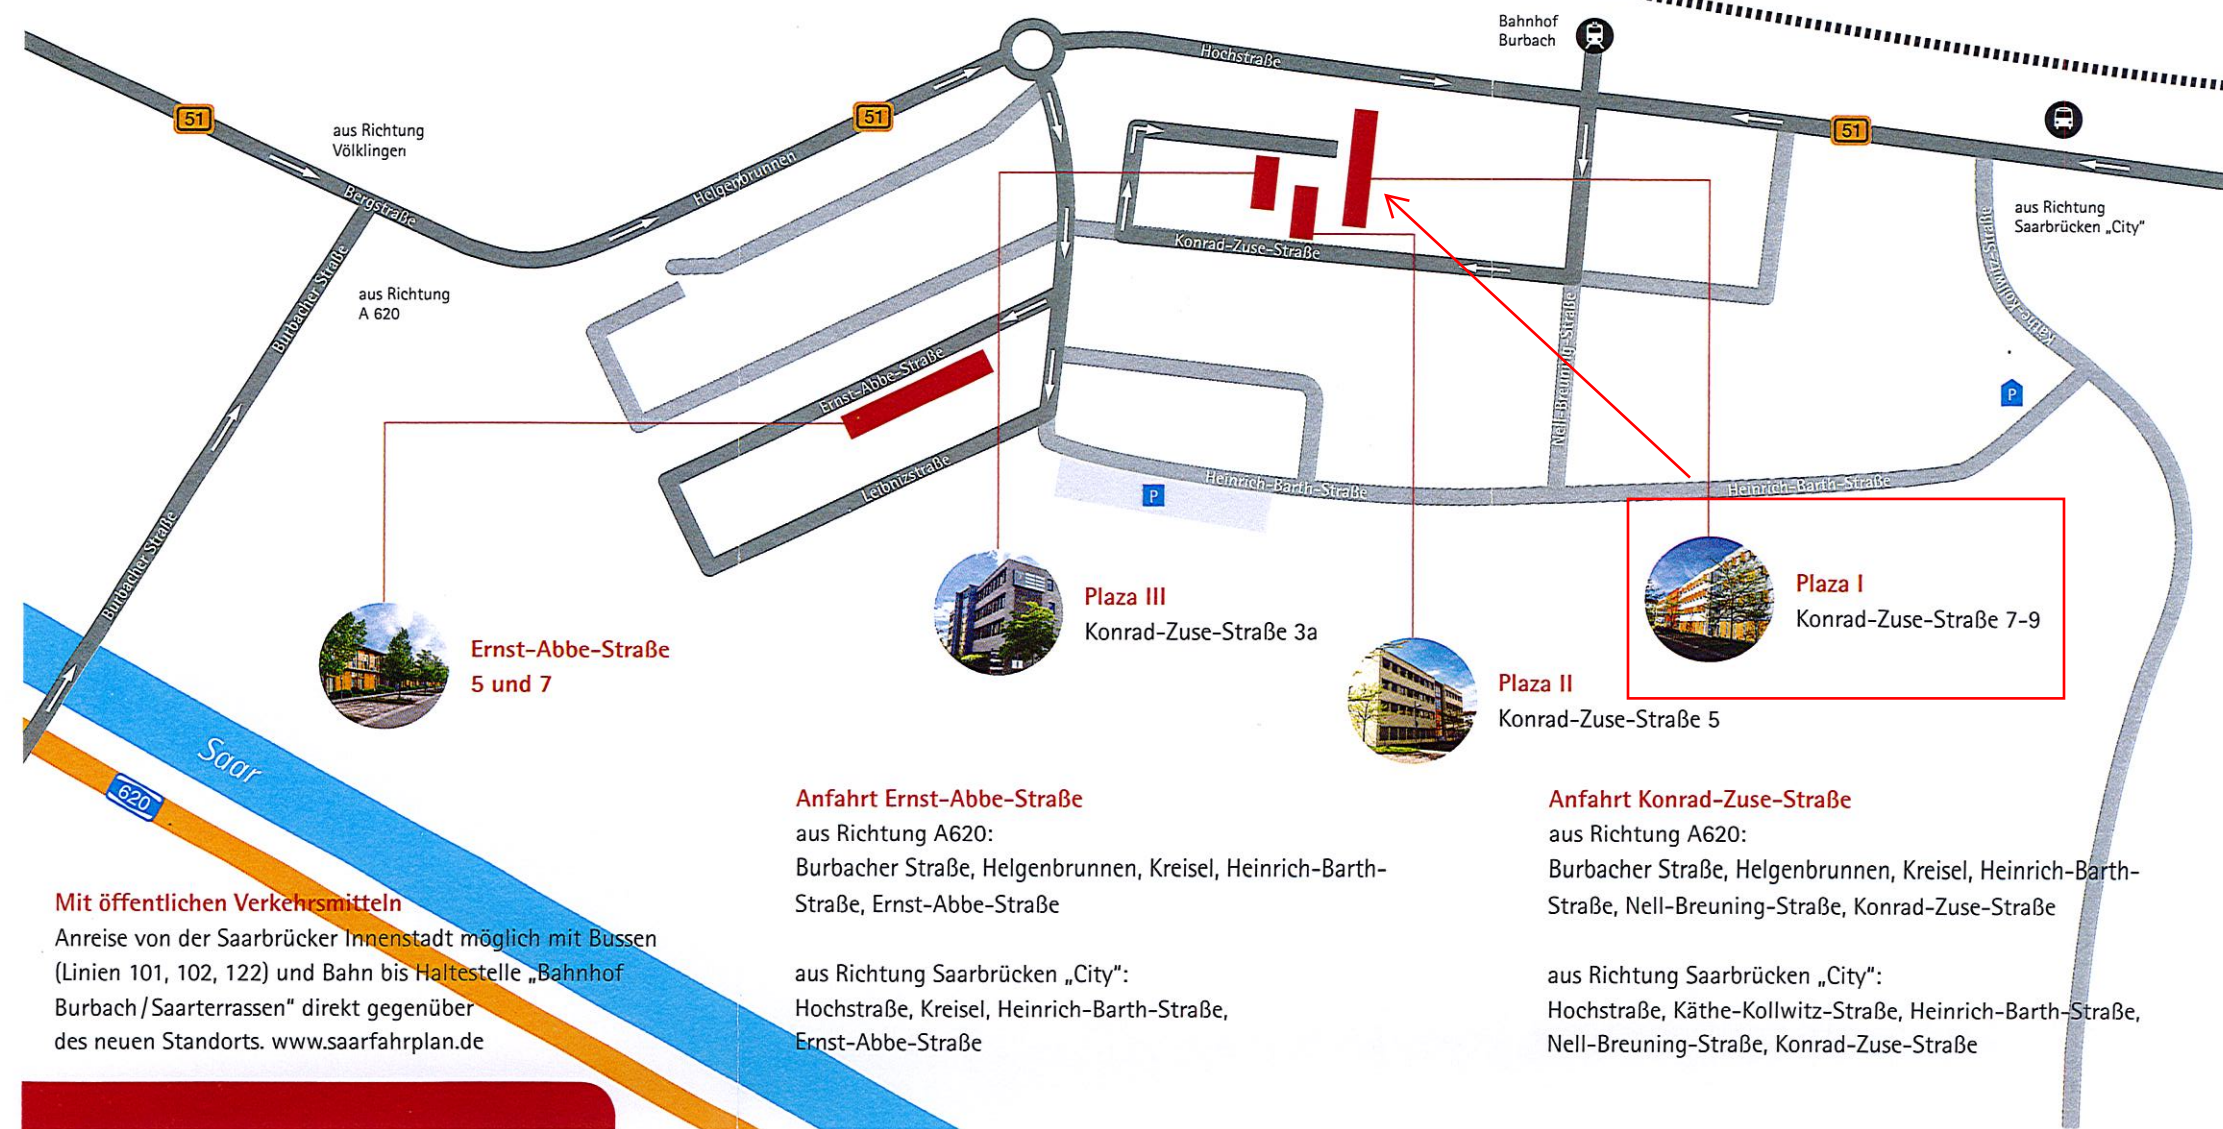 Bahnhof
Burbach
Hochstraße
51
51
51
aus Richtung
Völklingen
Bergstraße
Helgenbrunnen
aus Richtung
Saarbrücken „City“
Käthe-Kollwitz-Straße
Konrad-Zuse-Straße
Burbacher Straße
aus Richtung
A 620
Nell-Breuning-Straße
Ernst-Abbe-Straße
P
Leibnizstraße
Heinrich-Barth-Straße
Heinrich-Barth-Straße
P
Burbacher Straße
Plaza III
Konrad-Zuse-Straße 3a
Plaza I
Konrad-Zuse-Straße 7-9
Ernst-Abbe-Straße
5 und 7
Plaza II
Konrad-Zuse-Straße 5
Saar
620
Anfahrt Ernst-Abbe-Straße
aus Richtung A620:
Burbacher Straße, Helgenbrunnen, Kreisel, Heinrich-Barth-
Straße, Ernst-Abbe-Straße
aus Richtung Saarbrücken „City“:
Hochstraße, Kreisel, Heinrich-Barth-Straße,
Ernst-Abbe-Straße
Anfahrt Konrad-Zuse-Straße
aus Richtung A620:
Burbacher Straße, Helgenbrunnen, Kreisel, Heinrich-Barth-
Straße, Nell-Breuning-Straße, Konrad-Zuse-Straße
aus Richtung Saarbrücken „City“:
Hochstraße, Käthe-Kollwitz-Straße, Heinrich-Barth-Straße,
Nell-Breuning-Straße, Konrad-Zuse-Straße
Mit öffentlichen Verkehrsmitteln
Anreise von der Saarbrücker Innenstadt möglich mit Bussen
(Linien 101, 102, 122) und Bahn bis Haltestelle „Bahnhof
Burbach/Saarterrassen“ direkt gegenüber
des neuen Standorts. www.saarfahrplan.de